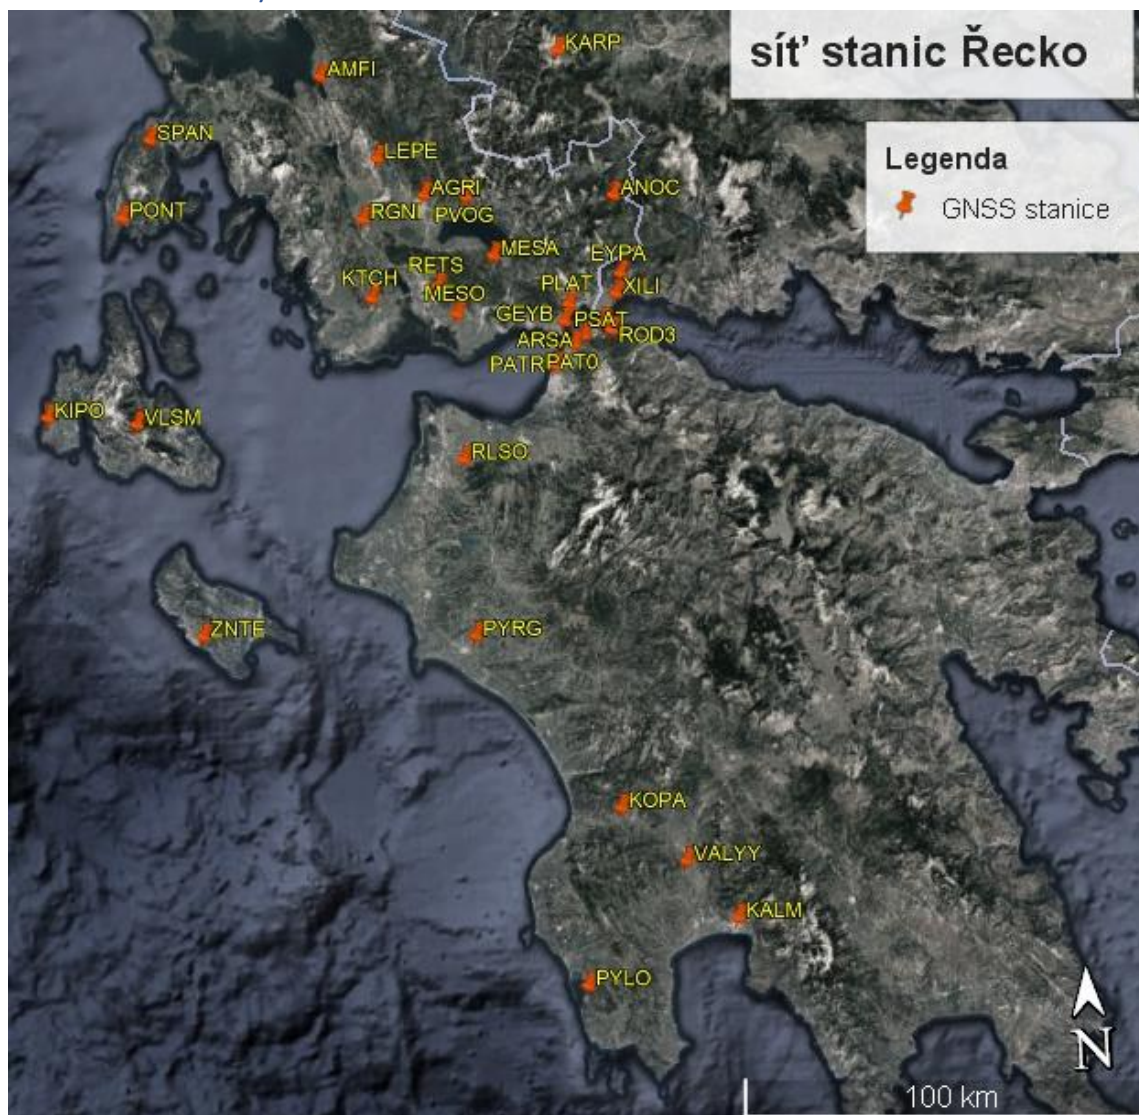 síť stanic Řecko
Legenda
GNSS stanice
KARP
AMFI
SPAN
LEPE
AGRI
ANOC
PONT
RGNI
PVOG
MESA
EYPA
RETS
KTCH
PLAT
XILI
MESO
GEYB
PSAT
ROD3
ARSA
PATR
PAT0
KIPO
VLSM
RLSO
ZNTE
PYRG
KOPA
VALYY
KALM
PYLO
N
100 km